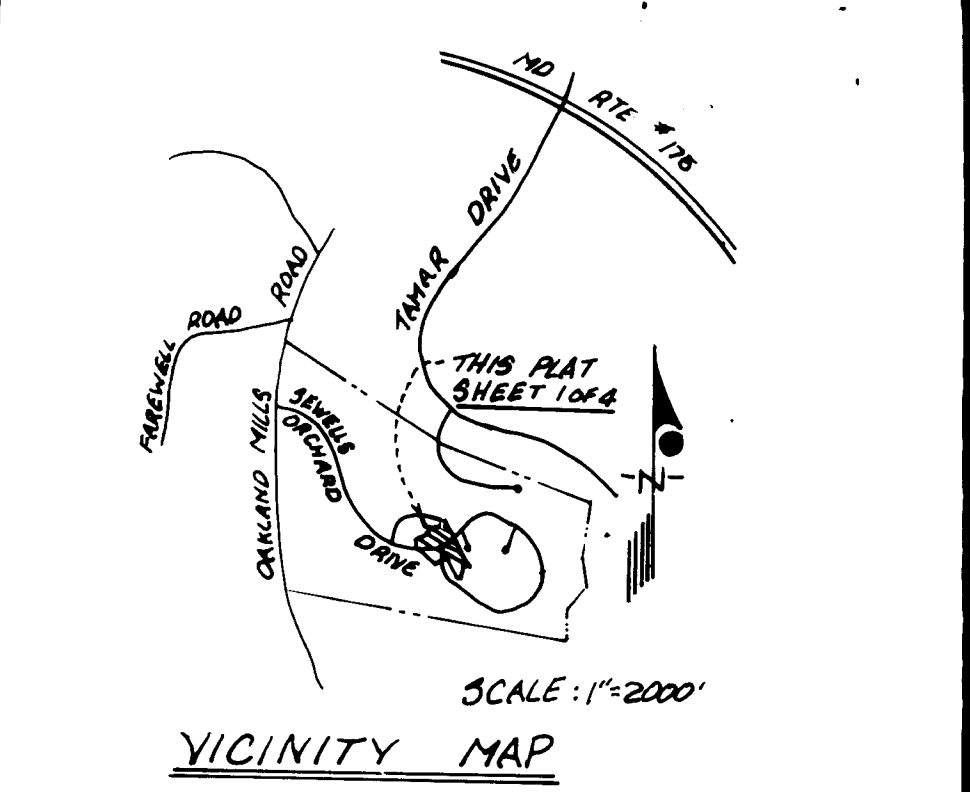 MD RTE #175
TAMAR DRIVE
ROAD
FAREWELL ROAD
OAKLAND MILLS
SEWELLS
ORCHARD
DRIVE
THIS PLAT
SHEET 1 OF 4
N
SCALE: 1"=2000'
VICINITY MAP